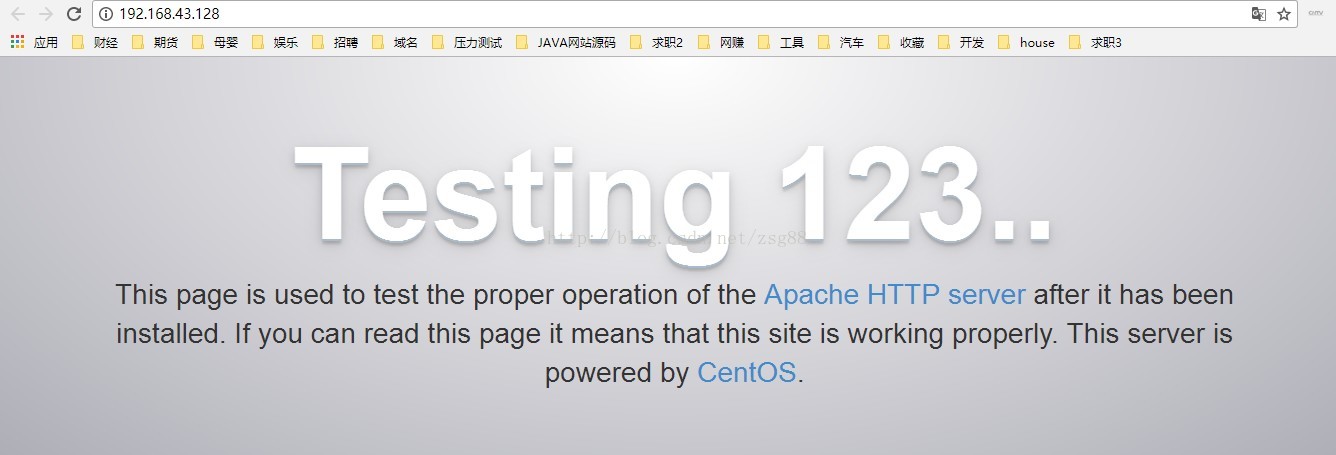 192.168.43.128
应用 财经 期货 母婴 娱乐 招聘 域名 压力测试 JAVA网站源码 求职2 网赚 工具 汽车 收藏 开发 house 求职3
Testing 123..
http://blog.csdn.net/zsg88
This page is used to test the proper operation of the Apache HTTP server after it has been
installed. If you can read this page it means that this site is working properly. This server is
powered by CentOS.